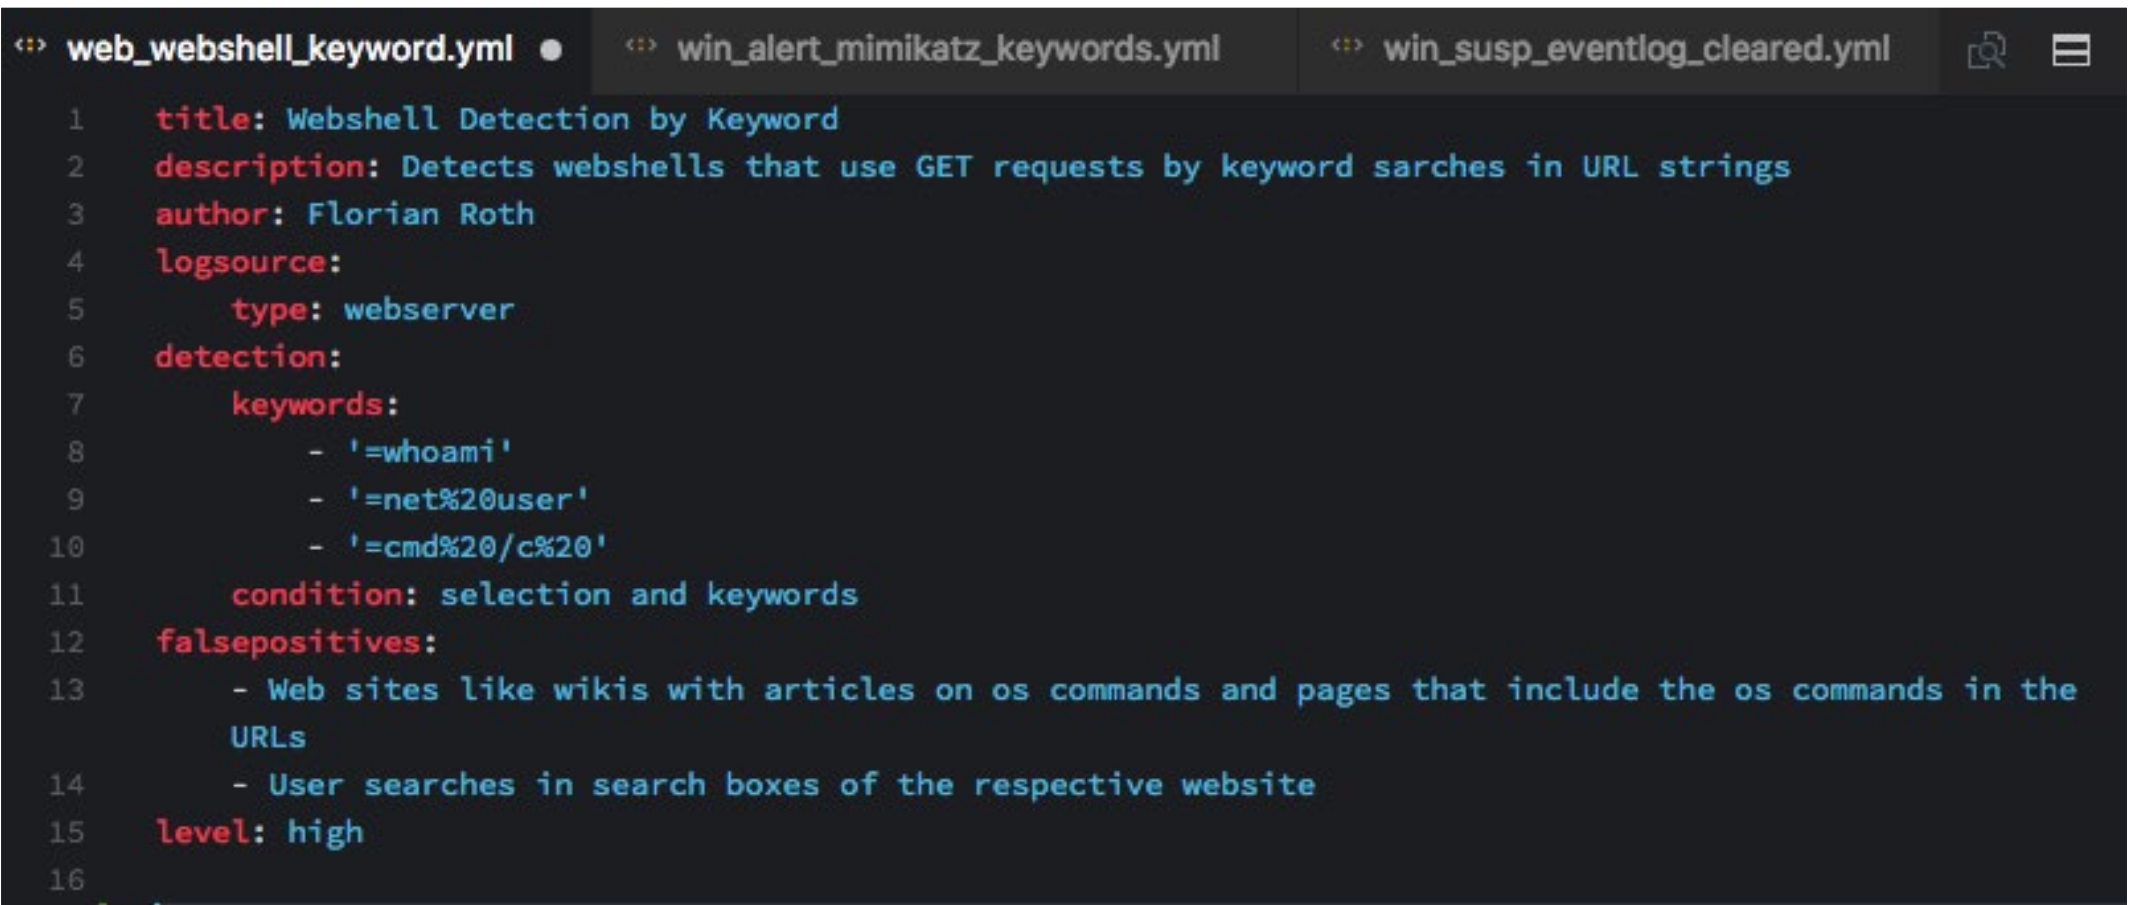 web_webshell_keyword.yml
win_alert_mimikatz_keywords.yml
win_susp_eventlog_cleared.yml
1 title: Webshell Detection by Keyword
2 description: Detects webshells that use GET requests by keyword sarches in URL strings
3 author: Florian Roth
4 logsource:
5 type: webserver
6 detection:
7 keywords:
8 - '=whoami'
9 - '=net%20user'
10 - '=cmd%20/c%20'
11 condition: selection and keywords
12 falsepositives:
13 - Web sites like wikis with articles on os commands and pages that include the os commands in the
URLs
14 - User searches in search boxes of the respective website
15 level: high
16